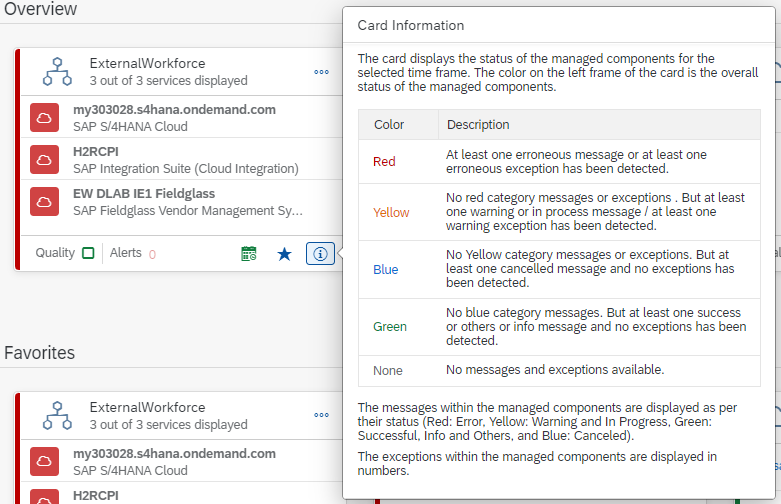 Overview
ExternalWorkforce
3 out of 3 services displayed
my303028.s4hana.ondemand.com
SAP S/4HANA Cloud
H2RCPI
SAP Integration Suite (Cloud Integration)
EW DLAB IE1 Fieldglass
SAP Fieldglass Vendor Management Sy...
Quality Alerts 0
Card Information
The card displays the status of the managed components for the
selected time frame. The color on the left frame of the card is the overall
status of the managed components.
Color Description
Red At least one erroneous message or at least one
erroneous exception has been detected.
Yellow No red category messages or exceptions . But at least
one warning or in process message / at least one
warning exception has been detected.
Blue No Yellow category messages or exceptions. But at
least one cancelled message and no exceptions has
been detected.
Green No blue category messages. But at least one success
or others or info message and no exceptions has been
detected.
None No messages and exceptions available.
The messages within the managed components are displayed as per
their status (Red: Error, Yellow: Warning and In Progress, Green:
Successful, Info and Others, and Blue: Canceled).
The exceptions within the managed components are displayed in
numbers.
Favorites
ExternalWorkforce
3 out of 3 services displayed
my303028.s4hana.ondemand.com
SAP S/4HANA Cloud
H2RCPI